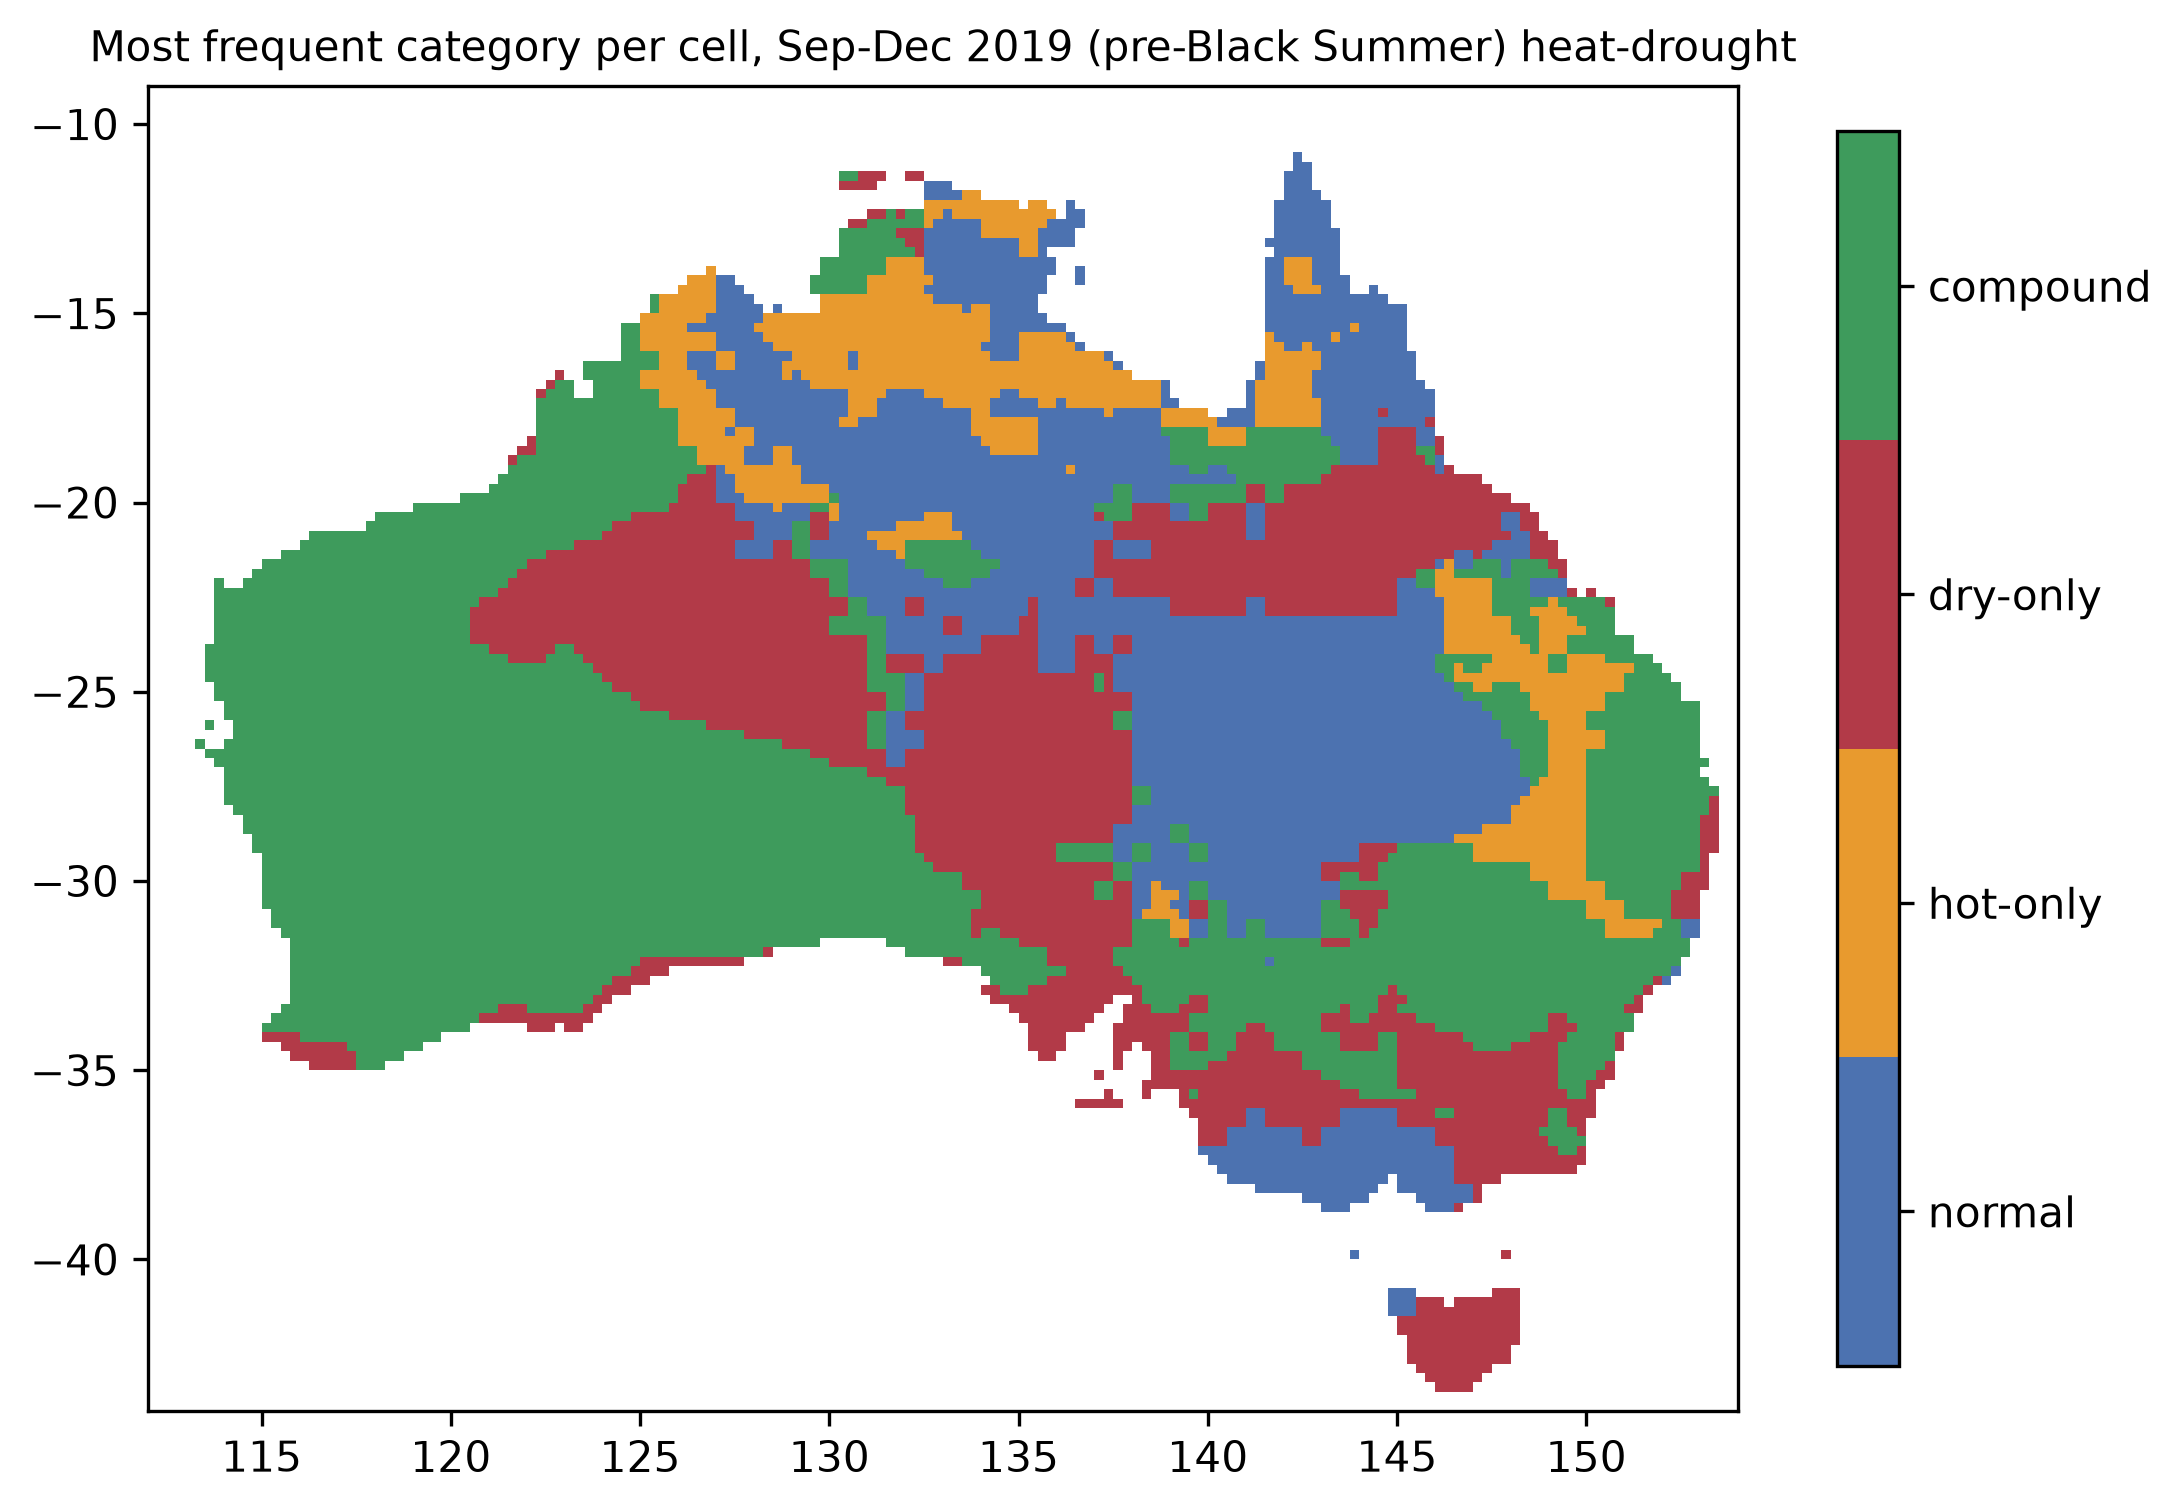 Most frequent category per cell, Sep-Dec 2019 (pre-Black Summer) heat-drought
−10
−15
−20
−25
−30
−35
−40
115 120 125 130 135 140 145 150
compound
dry-only
hot-only
normal